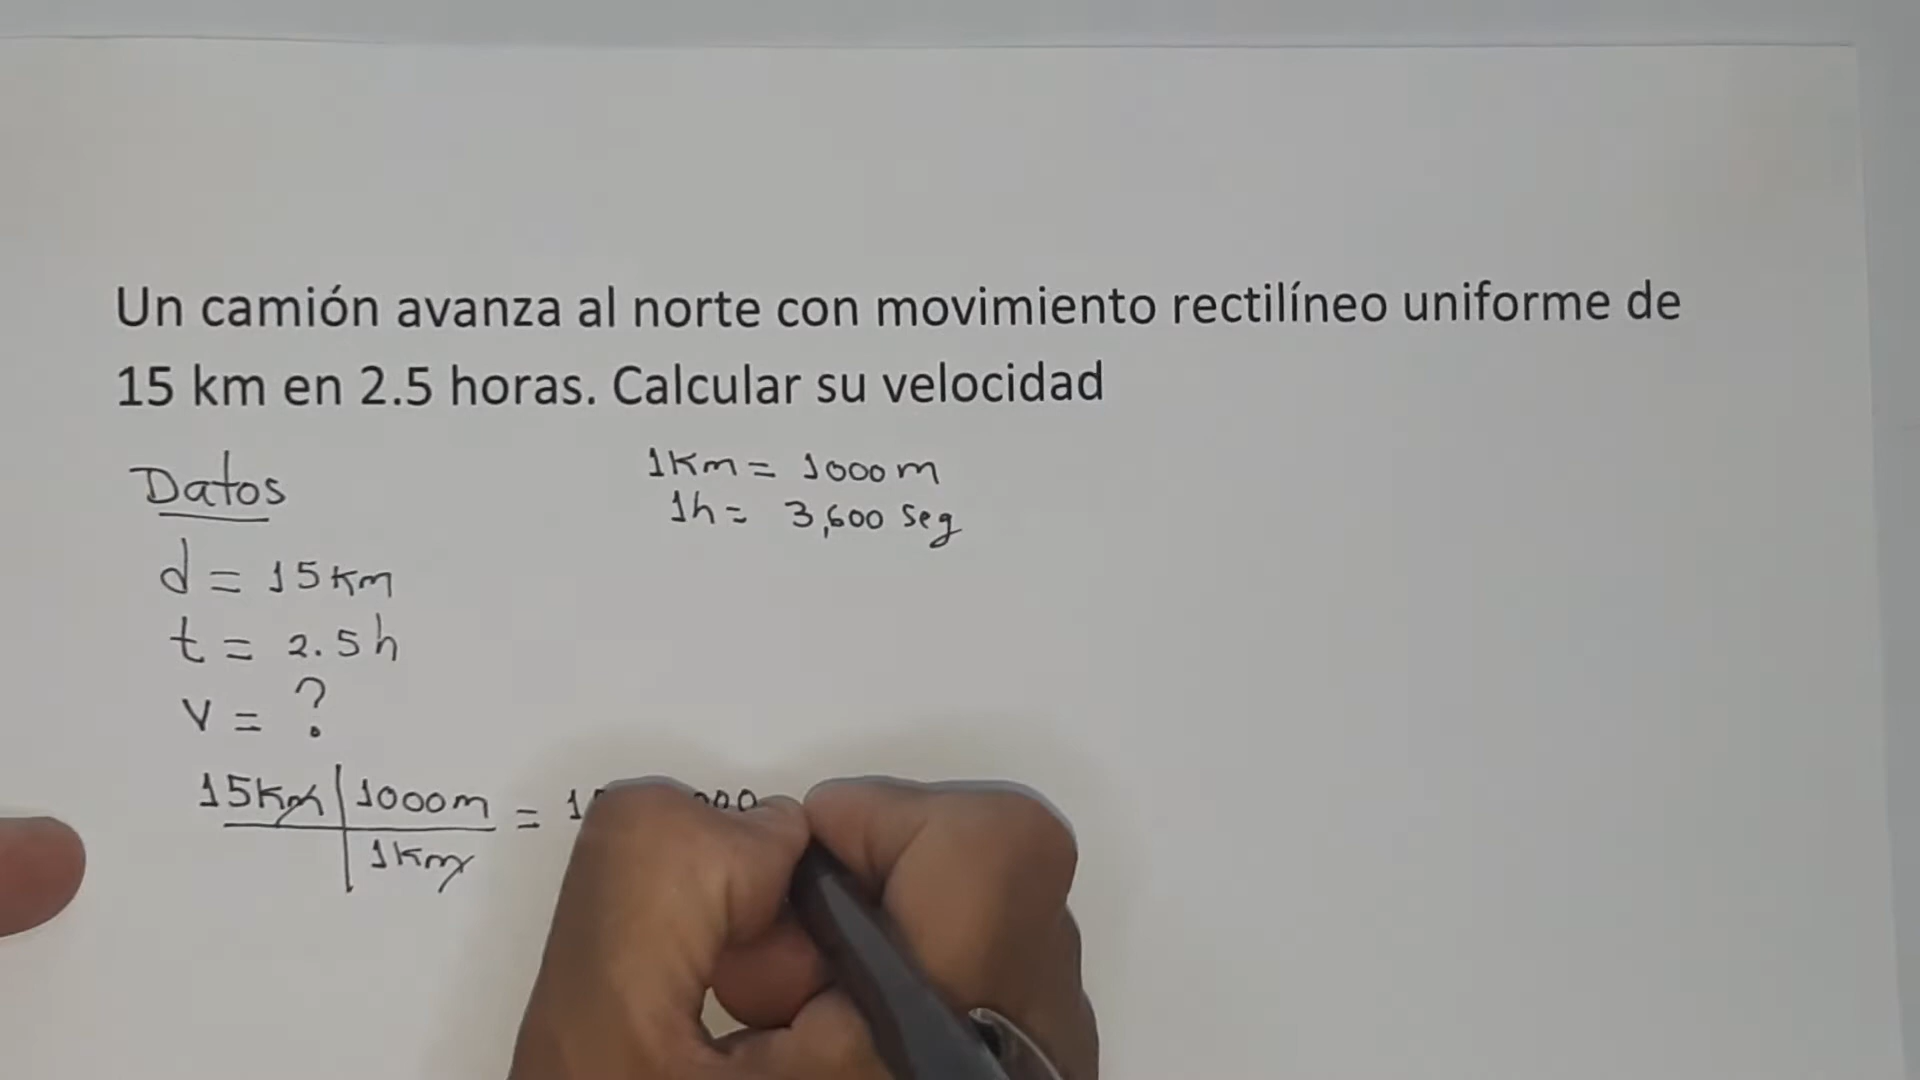 Un camión avanza al norte con movimiento rectilíneo uniforme de
15 km en 2.5 horas. Calcular su velocidad
Datos
1Km = 1000 m
1h = 3,600 seg
d = 15 km
t = 2.5 h
v = ?
15Km | 1000m =
1Km